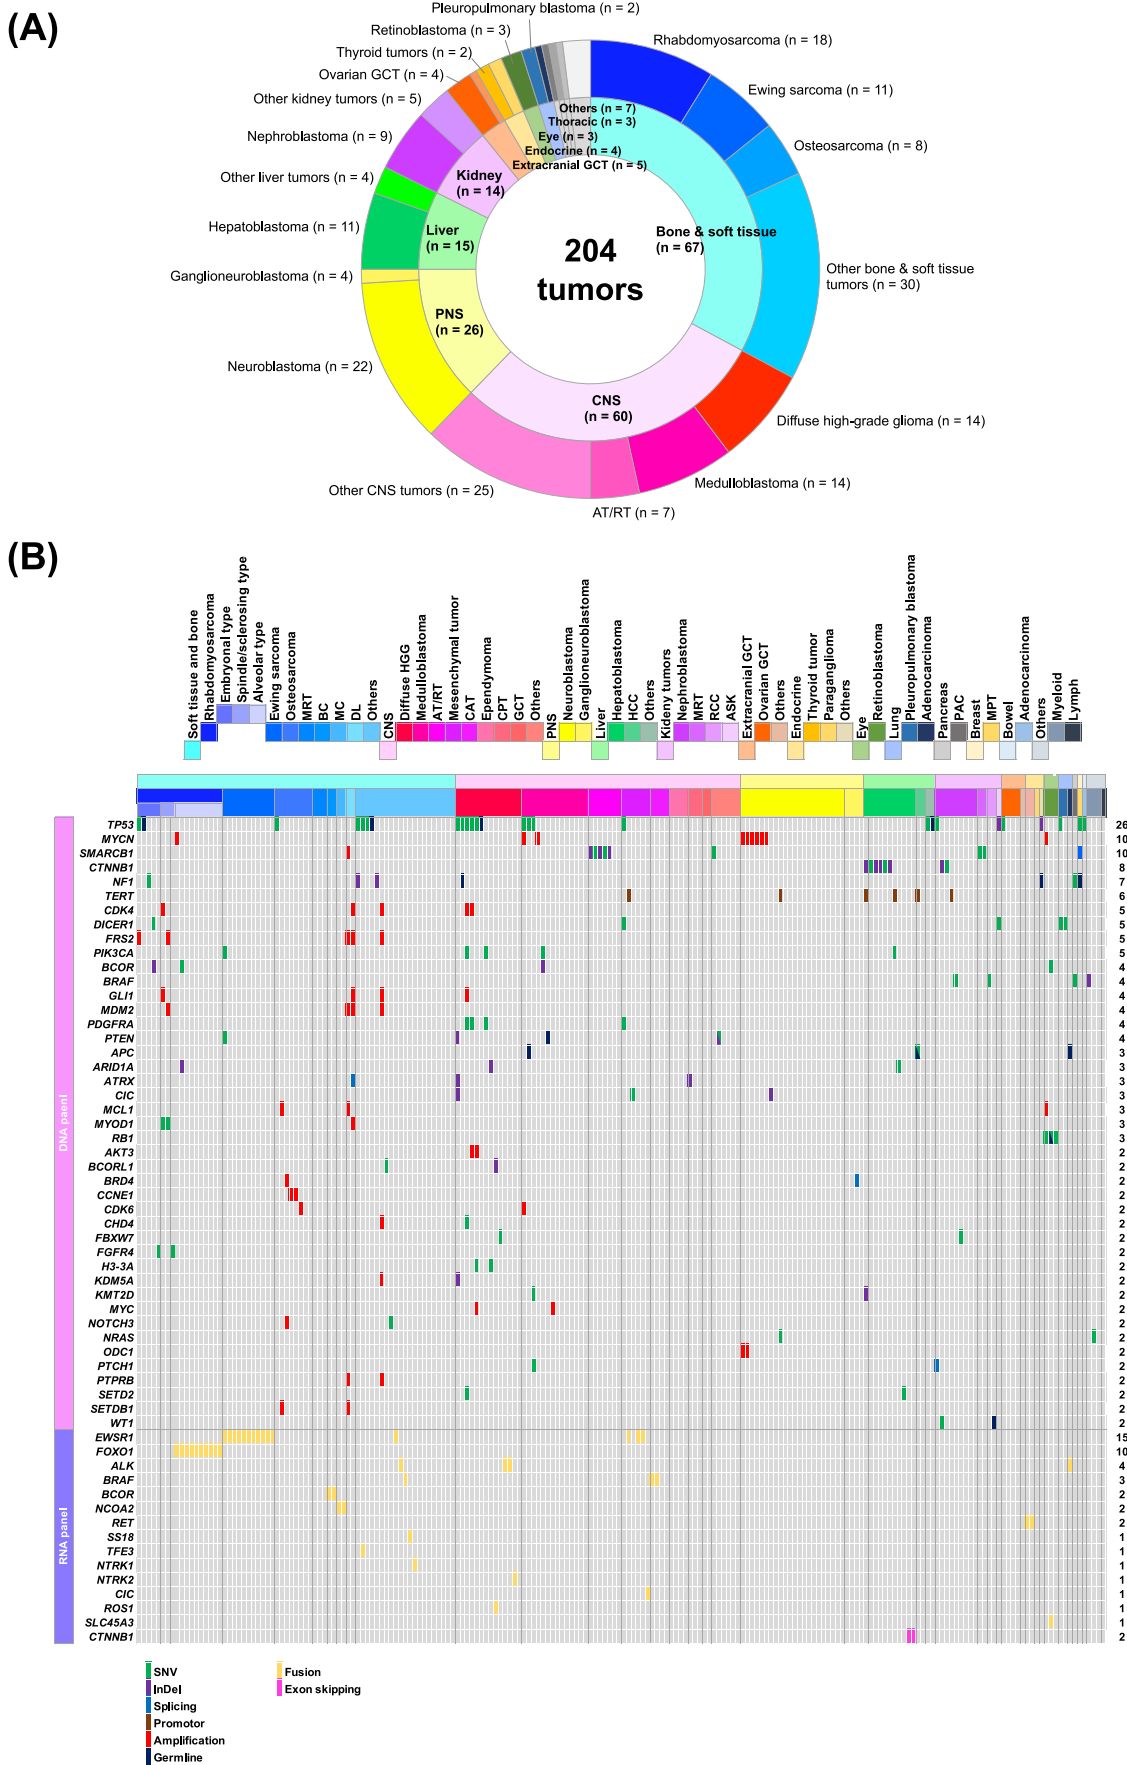 (A)
Pleuropulmonary blastoma (n = 2)
Retinoblastoma (n = 3)
Thyroid tumors (n = 2)
Ovarian GCT (n = 4)
Other kidney tumors (n = 5)
Nephroblastoma (n = 9)
Other liver tumors (n = 4)
Hepatoblastoma (n = 11)
Ganglioneuroblastoma (n = 4)
Neuroblastoma (n = 22)
Other CNS tumors (n = 25)
AT/RT (n = 7)
Medulloblastoma (n = 14)
Diffuse high-grade glioma (n = 14)
Other bone & soft tissue
tumors (n = 30)
Osteosarcoma (n = 8)
Ewing sarcoma (n = 11)
Rhabdomyosarcoma (n = 18)
Others (n = 7)
Thoracic (n = 3)
Eye (n = 3)
Endocrine (n = 4)
Extracranial GCT (n = 5)
Kidney
(n = 14)
Liver
(n = 15)
PNS
(n = 26)
CNS
(n = 60)
Bone & soft tissue
(n = 67)
204
tumors
(B)
Soft tissue and bone
Rhabdomyosarcoma
Embryonal type
Spindle/sclerosing type
Alveolar type
Ewing sarcoma
Osteosarcoma
MRT
BC
MC
DL
Others
CNS
Diffuse HGG
Medulloblastoma
AT/RT
Mesenchymal tumor
CAT
Ependymoma
CPT
GCT
Others
PNS
Neuroblastoma
Ganglioneuroblastoma
Liver
Hepatoblastoma
HCC
Others
Kideny tumors
Nephroblastoma
MRT
RCC
ASK
Extracranial GCT
Ovarian GCT
Others
Endocrine
Thyroid tumor
Paraganglioma
Others
Eye
Retinoblastoma
Lung
Pleuropulmonary blastoma
Adenocarcinoma
Pancreas
PAC
Breast
MPT
Bowel
Adenocarcinoma
Others
Myeloid
Lymph
DNA paenl
TP53 26
MYCN 10
SMARCB1 10
CTNNB1 8
NF1 7
TERT 6
CDK4 5
DICER1 5
FRS2 5
PIK3CA 5
BCOR 4
BRAF 4
GLI1 4
MDM2 4
PDGFRA 4
PTEN 4
APC 3
ARID1A 3
ATRX 3
CIC 3
MCL1 3
MYOD1 3
RB1 3
AKT3 2
BCORL1 2
BRD4 2
CCNE1 2
CDK6 2
CHD4 2
FBXW7 2
FGFR4 2
H3-3A 2
KDM5A 2
KMT2D 2
MYC 2
NOTCH3 2
NRAS 2
ODC1 2
PTCH1 2
PTPRB 2
SETD2 2
SETDB1 2
WT1 2
RNA panel
EWSR1 15
FOXO1 10
ALK 4
BRAF 3
BCOR 2
NCOA2 2
RET 2
SS18 1
TFE3 1
NTRK1 1
NTRK2 1
CIC 1
ROS1 1
SLC45A3 1
CTNNB1 2
SNV
InDel
Splicing
Promotor
Amplification
Germline
Fusion
Exon skipping